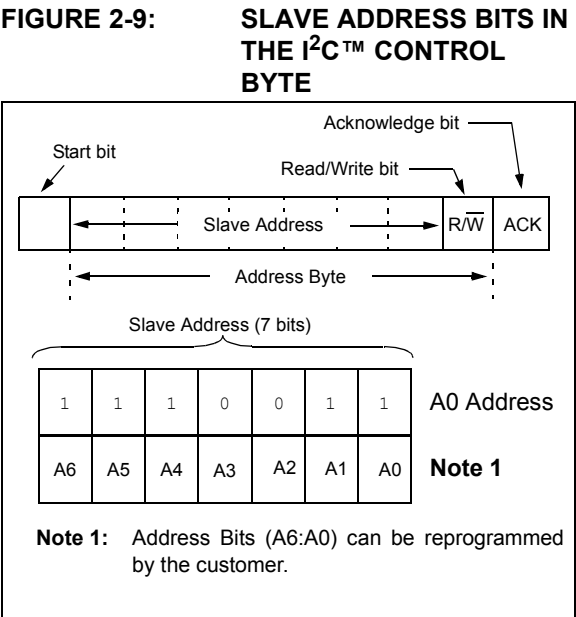 FIGURE 2-9: SLAVE ADDRESS BITS IN
THE I²C™ CONTROL
BYTE
Acknowledge bit
Start bit
Read/Write bit
Slave Address
R/W̅
ACK
Address Byte
Slave Address (7 bits)
1 1 1 0 0 1 1 A0 Address
A6 A5 A4 A3 A2 A1 A0 Note 1
Note 1: Address Bits (A6:A0) can be reprogrammed
by the customer.